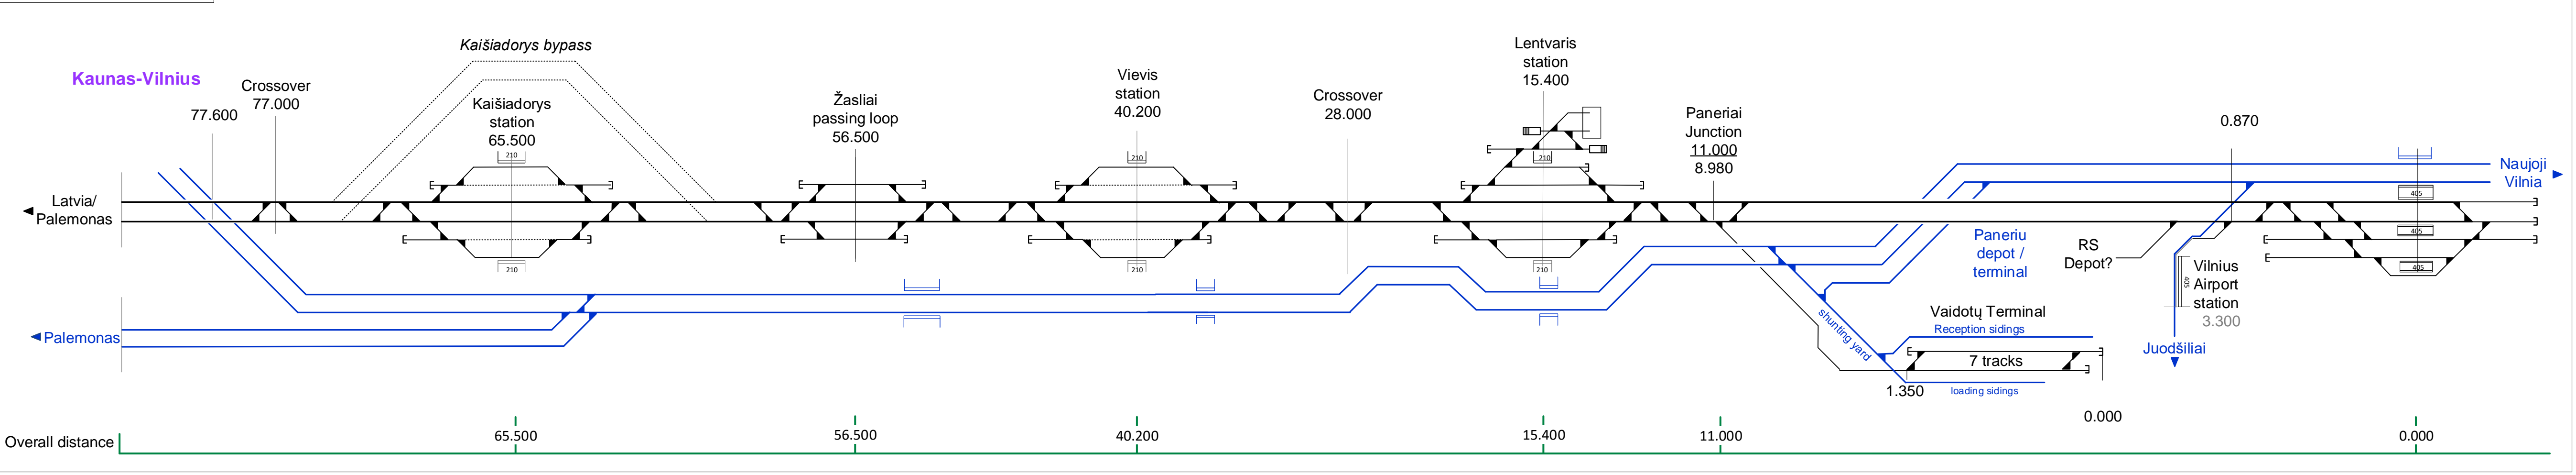 Kaišiadorys bypass
Kaunas-Vilnius
77.600
Crossover
77.000
Kaišiadorys
station
65.500
210
210
Žasliai
passing loop
56.500
Vievis
station
40.200
210
210
Crossover
28.000
Lentvaris
station
15.400
210
210
Paneriai
Junction
11.000
8.980
0.870
Naujoji
Vilnia
Latvia/
Palemonas
Palemonas
Paneriu
depot /
terminal
RS
Depot?
405
405
405
405
Vilnius
Airport
station
3.300
Juodšiliai
shunting yard
Vaidotų Terminal
Reception sidings
7 tracks
1.350
loading sidings
0.000
Overall distance
65.500
56.500
40.200
15.400
11.000
0.000